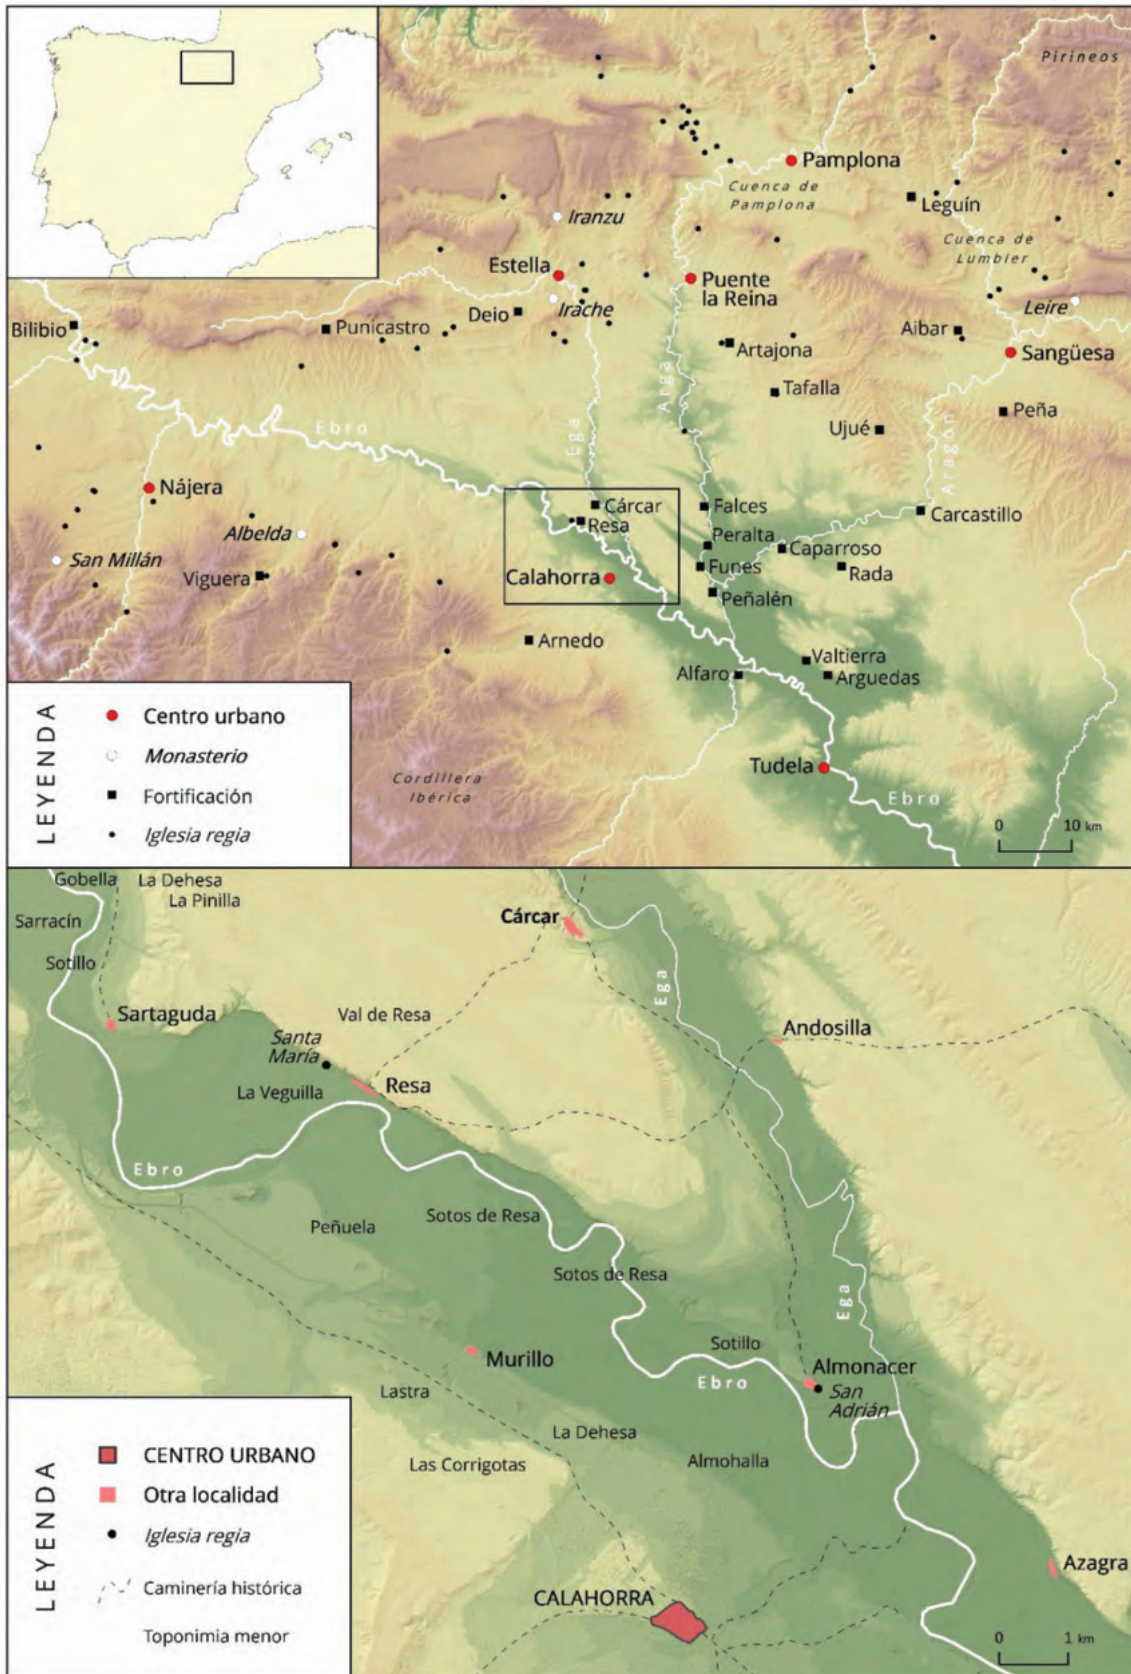 Pirineos
Pamplona
Cuenca de
Pamplona
Leguín
Iranzu
Cuenca de
Lumbier
Estella
Puente
la Reina
Irache
Deio
Leire
Bilibio
Punicastro
Artajona
Aibar
Sangüesa
Arga
Tafalla
Peña
Ujué
Ebro
Ega
Aragón
Nájera
Cárcar
Falces
Resa
Carcastillo
Albelda
Peralta
Caparroso
San Millán
Viguera
Funes
Rada
Calahorra
Peñalén
Arnedo
Valtierra
Alfaro
Arguedas
LEYENDA
Centro urbano
Monasterio
Fortificación
Iglesia regia
Cordillera
Ibérica
Tudela
Ebro
0 10 km
Gobella
La Dehesa
La Pinilla
Sarracín
Cárcar
Sotillo
Ega
Sartaguda
Val de Resa
Andosilla
Santa
María
Resa
La Veguilla
Ebro
Peñuela
Sotos de Resa
Sotos de Resa
Ega
Sotillo
Murillo
Almonacer
Ebro
San
Adrián
Lastra
La Dehesa
Las Corrigotas
Almohalla
LEYENDA
CENTRO URBANO
Otra localidad
Iglesia regia
Caminería histórica
Toponimia menor
Azagra
CALAHORRA
0 1 km